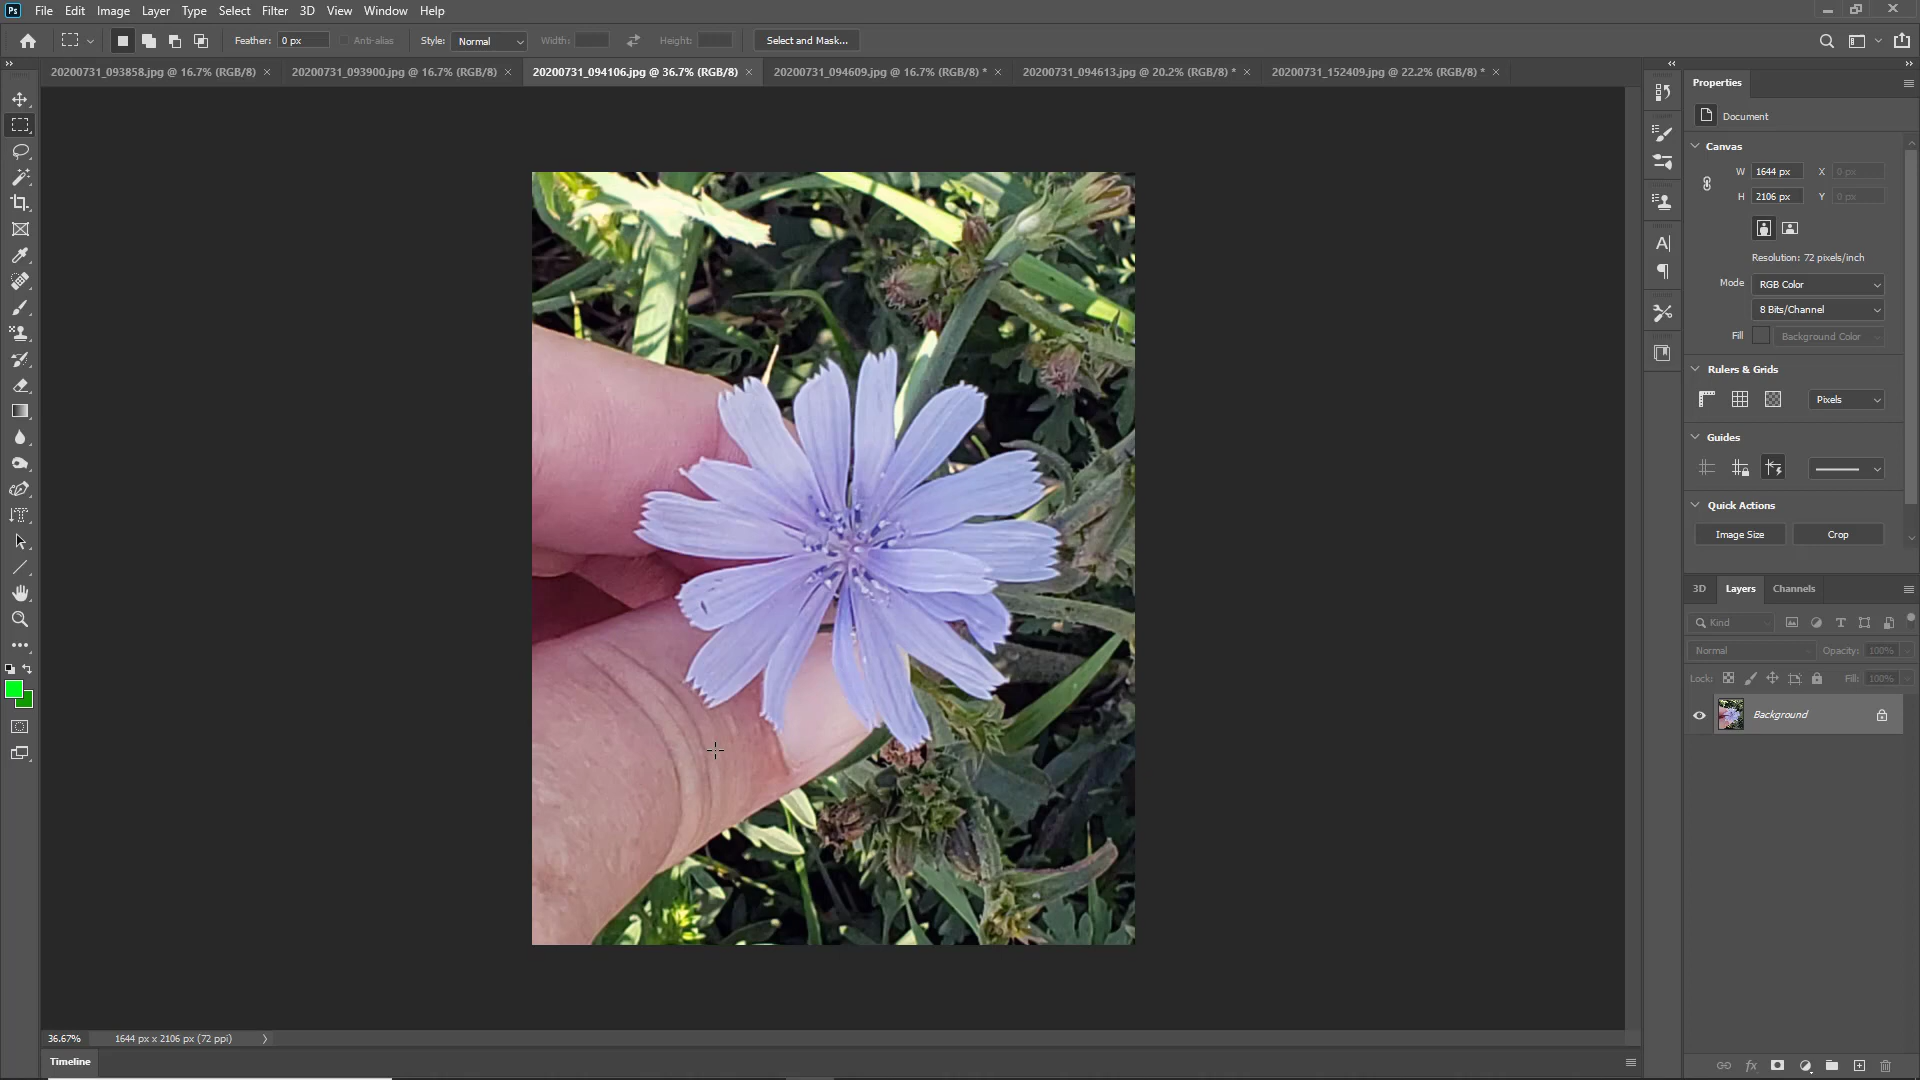 Ps File Edit Image Layer Type Select Filter 3D View Window Help
Feather: 0 px Anti-alias Style: Normal Width: Height: Select and Mask...
20200731_093858.jpg @ 16.7% (RGB/8) × 20200731_093900.jpg @ 16.7% (RGB/8) × 20200731_094106.jpg @ 36.7% (RGB/8) × 20200731_094609.jpg @ 16.7% (RGB/8) * × 20200731_094613.jpg @ 20.2% (RGB/8) * × 20200731_152409.jpg @ 22.2% (RGB/8) * ×
Properties
Document
Canvas
W 1644 px X 0 px
H 2106 px Y 0 px
Resolution: 72 pixels/inch
Mode RGB Color
8 Bits/Channel
Fill Background Color
Rulers & Grids
Pixels
Guides
Quick Actions
Image Size Crop
3D Layers Channels
Kind
Normal Opacity: 100%
Lock: Fill: 100%
Background
36.67% 1644 px x 2106 px (72 ppi)
Timeline